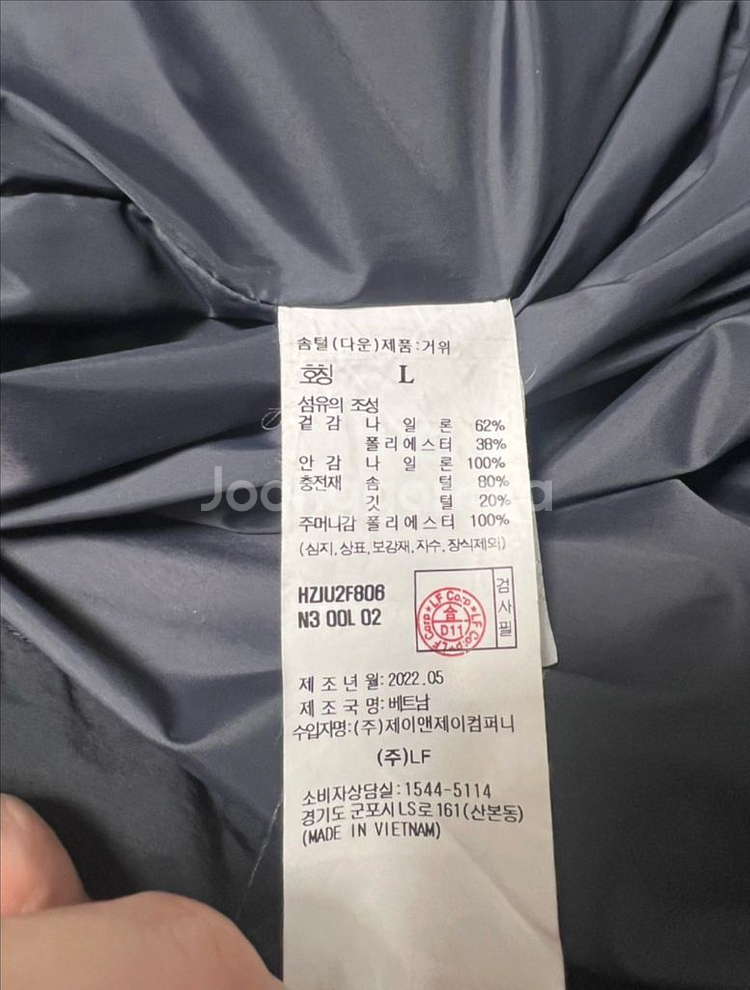 솜털(다운)제품:거위
호칭 L
섬유의 조성
겉감 나일론 62%
폴리에스터 38%
안감 나일론 100%
충전재 솜털 80%
깃털 20%
주머니감 폴리에스터 100%
(심지,상표,보강재,자수,장식제외)
HZJU2F806
N3 00L 02
LF Corp ★ LF Corp ★
합
D11
검사필
제조년월:2022.05
제조국명:베트남
수입자명:(주)제이앤제이컴퍼니
(주)LF
소비자상담실:1544-5114
경기도 군포시 LS로 161(산본동)
(MADE IN VIETNAM)